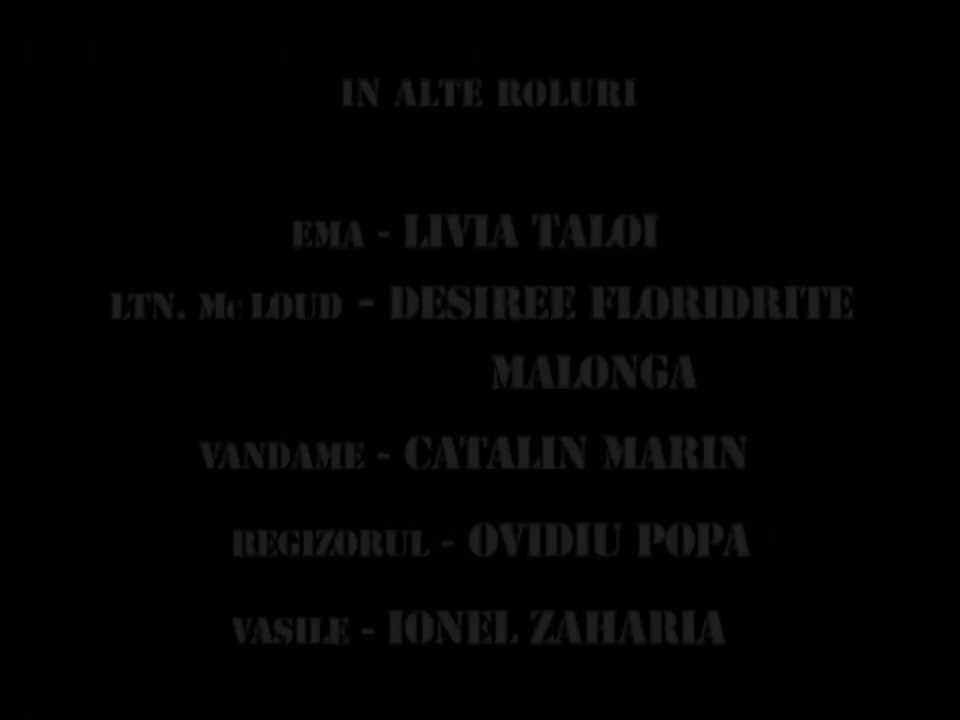 IN ALTE ROLURI
EMA - LIVIA TALOI
LTN. Mc LOUD - DESIREE FLORIDRITE
MALONGA
VANDAME - CATALIN MARIN
REGIZORUL - OVIDIU POPA
VASILE - IONEL ZAHARIA